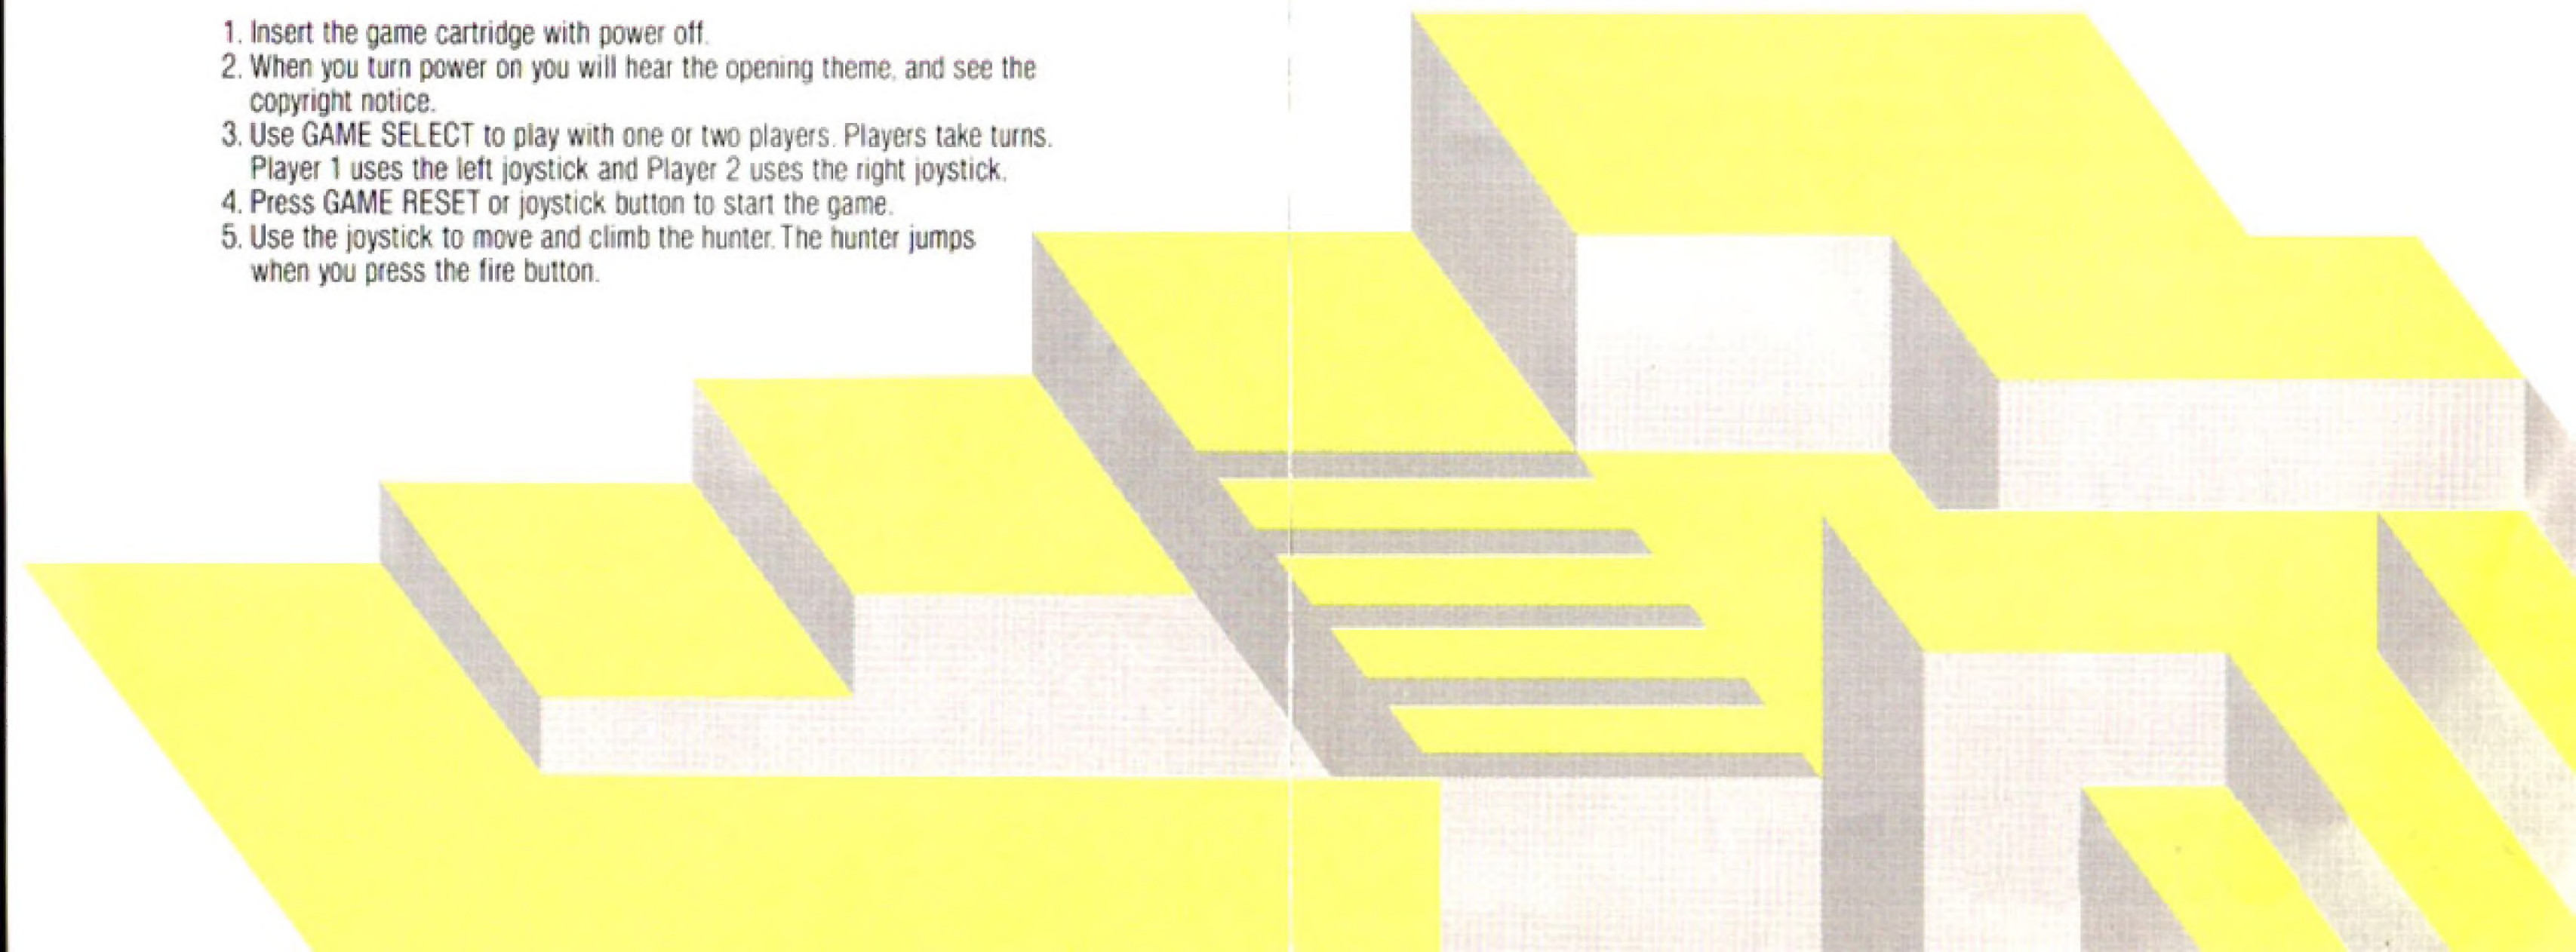 1. Insert the game cartridge with power off.
2. When you turn power on you will hear the opening theme, and see the
copyright notice.
3. Use GAME SELECT to play with one or two players. Players take turns.
Player 1 uses the left joystick and Player 2 uses the right joystick.
4. Press GAME RESET or joystick button to start the game.
5. Use the joystick to move and climb the hunter. The hunter jumps
when you press the fire button.